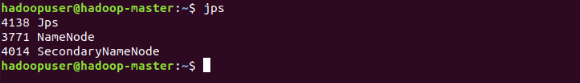 hadoopuser@hadoop-master:~$ jps
4138 Jps
3771 NameNode
4014 SecondaryNameNode
hadoopuser@hadoop-master:~$